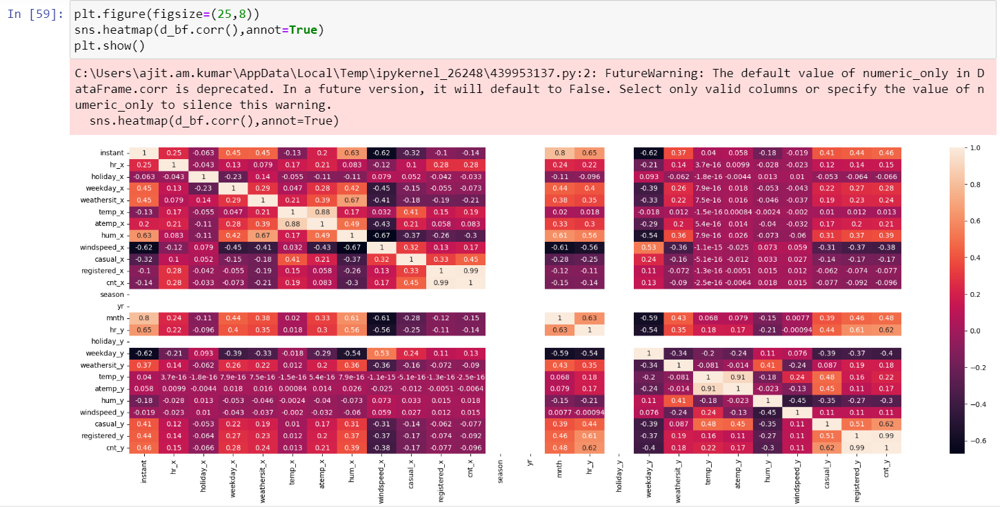 In [59]:
plt.figure(figsize=(25,8))
sns.heatmap(d_bf.corr(),annot=True)
plt.show()
C:\Users\ajit.am.kumar\AppData\Local\Temp\ipykernel_26248\439953137.py:2: FutureWarning: The default value of numeric_only in D
ataFrame.corr is deprecated. In a future version, it will default to False. Select only valid columns or specify the value of n
umeric_only to silence this warning.
sns.heatmap(d_bf.corr(),annot=True)
instant 1 0.25 -0.063 0.45 0.45 -0.13 0.2 0.63 -0.62 -0.32 -0.1 -0.14 0.8 0.65 -0.62 0.37 0.04 0.058 -0.18 -0.019 0.41 0.44 0.46
hr_x 0.25 1 -0.043 0.13 0.079 0.17 0.21 0.083 -0.12 0.1 0.28 0.28 0.24 0.22 -0.21 0.14 3.7e-16 0.0099 -0.028 -0.023 0.12 0.14 0.15
holiday_x -0.063 -0.043 1 -0.23 0.14 -0.055 -0.11 -0.11 0.079 0.052 -0.042 -0.033 -0.11 -0.096 0.093 -0.062 -1.8e-16 -0.0044 0.013 0.01 -0.053 -0.064 -0.066
weekday_x 0.45 0.13 -0.23 1 0.29 0.047 0.28 0.42 -0.45 -0.15 -0.055 -0.073 0.44 0.4 -0.39 0.26 7.9e-16 0.018 -0.053 -0.043 0.22 0.27 0.28
weathersit_x 0.45 0.079 0.14 0.29 1 0.21 0.39 0.67 -0.41 -0.18 -0.19 -0.21 0.38 0.35 -0.33 0.22 7.5e-16 0.016 -0.046 -0.037 0.19 0.23 0.24
temp_x -0.13 0.17 -0.055 0.047 0.21 1 0.88 0.17 0.032 0.41 0.15 0.19 0.02 0.018 -0.018 0.012 -1.5e-16 0.00084 -0.0024 -0.002 0.01 0.012 0.013
atemp_x 0.2 0.21 -0.11 0.28 0.39 0.88 1 0.49 -0.43 0.21 0.058 0.083 0.33 0.3 -0.29 0.2 5.4e-16 0.014 -0.04 -0.032 0.17 0.2 0.21
hum_x 0.63 0.083 -0.11 0.42 0.67 0.17 0.49 1 -0.67 -0.37 -0.26 -0.3 0.61 0.56 -0.54 0.36 7.9e-16 0.026 -0.073 -0.06 0.31 0.37 0.39
windspeed_x -0.62 -0.12 0.079 -0.45 -0.41 0.032 -0.43 -0.67 1 0.32 0.13 0.17 -0.61 -0.56 0.53 -0.36 -1.1e-15 -0.025 0.073 0.059 -0.31 -0.37 -0.38
casual_x -0.32 0.1 0.052 -0.15 -0.18 0.41 0.21 -0.37 0.32 1 0.33 0.45 -0.28 -0.25 0.24 -0.16 -5.1e-16 -0.012 0.033 0.027 -0.14 -0.17 -0.17
registered_x -0.1 0.28 -0.042 -0.055 -0.19 0.15 0.058 -0.26 0.13 0.33 1 0.99 -0.12 -0.11 0.11 -0.072 -1.3e-16 -0.0051 0.015 0.012 -0.062 -0.074 -0.077
cnt_x -0.14 0.28 -0.033 -0.073 -0.21 0.19 0.083 -0.3 0.17 0.45 0.99 1 -0.15 -0.14 0.13 -0.09 -2.5e-16 -0.0064 0.018 0.015 -0.077 -0.092 -0.096
season
yr
mnth 0.8 0.24 -0.11 0.44 0.38 0.02 0.33 0.61 -0.61 -0.28 -0.12 -0.15 1 0.63 -0.59 0.43 0.068 0.079 -0.15 0.0077 0.39 0.46 0.48
hr_y 0.65 0.22 -0.096 0.4 0.35 0.018 0.3 0.56 -0.56 -0.25 -0.11 -0.14 0.63 1 -0.54 0.35 0.18 0.17 -0.21 -0.00094 0.44 0.61 0.62
holiday_y
weekday_y -0.62 -0.21 0.093 -0.39 -0.33 -0.018 -0.29 -0.54 0.53 0.24 0.11 0.13 -0.59 -0.54 1 -0.34 -0.2 -0.24 0.11 0.076 -0.39 -0.37 -0.4
weathersit_y 0.37 0.14 -0.062 0.26 0.22 0.012 0.2 0.36 -0.36 -0.16 -0.072 -0.09 0.43 0.35 -0.34 1 -0.081 -0.014 0.41 -0.24 0.087 0.19 0.18
temp_y 0.04 3.7e-16 -1.8e-16 7.9e-16 7.5e-16 -1.5e-16 5.4e-16 7.9e-16 -1.1e-15 -5.1e-16 -1.3e-16 -2.5e-16 0.068 0.18 -0.2 -0.081 1 0.91 -0.18 0.24 0.48 0.16 0.22
atemp_y 0.058 0.0099 -0.0044 0.018 0.016 0.00084 0.014 0.026 -0.025 -0.012 -0.0051 -0.0064 0.079 0.17 -0.24 -0.014 0.91 1 -0.023 -0.13 0.45 0.11 0.17
hum_y -0.18 -0.028 0.013 -0.053 -0.046 -0.0024 -0.04 -0.073 0.073 0.033 0.015 0.018 -0.15 -0.21 0.11 0.41 -0.18 -0.023 1 -0.45 -0.35 -0.27 -0.3
windspeed_y -0.019 -0.023 0.01 -0.043 -0.037 -0.002 -0.032 -0.06 0.059 0.027 0.012 0.015 0.0077 -0.00094 0.076 -0.24 0.24 -0.13 -0.45 1 0.11 0.11 0.11
casual_y 0.41 0.12 -0.053 0.22 0.19 0.01 0.17 0.31 -0.31 -0.14 -0.062 -0.077 0.39 0.44 -0.39 0.087 0.48 0.45 -0.35 0.11 1 0.51 0.62
registered_y 0.44 0.14 -0.064 0.27 0.23 0.012 0.2 0.37 -0.37 -0.17 -0.074 -0.092 0.46 0.61 -0.37 0.19 0.16 0.11 -0.27 0.11 0.51 1 0.99
cnt_y 0.46 0.15 -0.066 0.28 0.24 0.013 0.21 0.39 -0.38 -0.17 -0.077 -0.096 0.48 0.62 -0.4 0.18 0.22 0.17 -0.3 0.11 0.62 0.99 1
instant hr_x holiday_x weekday_x weathersit_x temp_x atemp_x hum_x windspeed_x casual_x registered_x cnt_x season yr mnth hr_y holiday_y weekday_y weathersit_y temp_y atemp_y hum_y windspeed_y casual_y registered_y cnt_y
1.0
0.8
0.6
0.4
0.2
0.0
−0.2
−0.4
−0.6